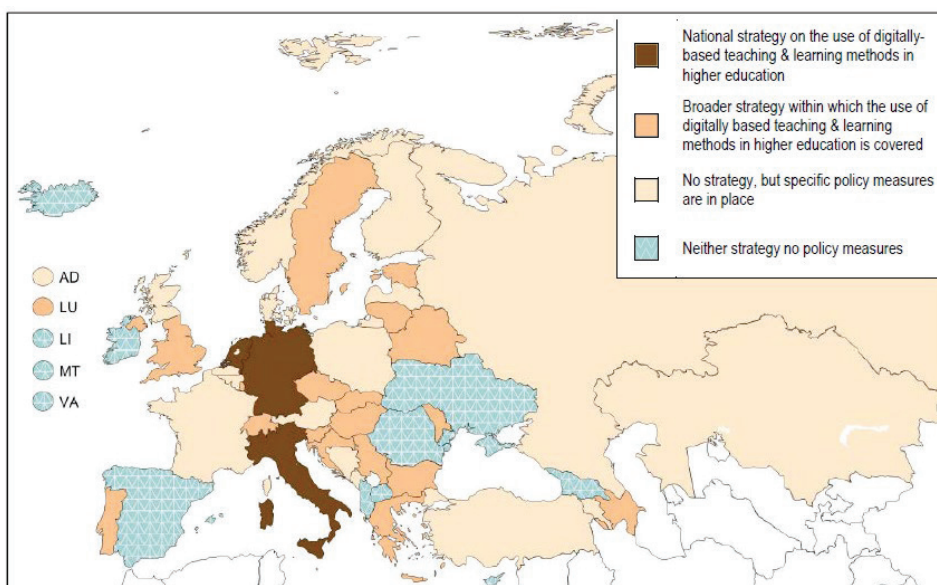 National strategy on the use of digitally-
based teaching & learning methods in
higher education
Broader strategy within which the use of
digitally based teaching & learning
methods in higher education is covered
No strategy, but specific policy measures
are in place
Neither strategy no policy measures
AD
LU
LI
MT
VA